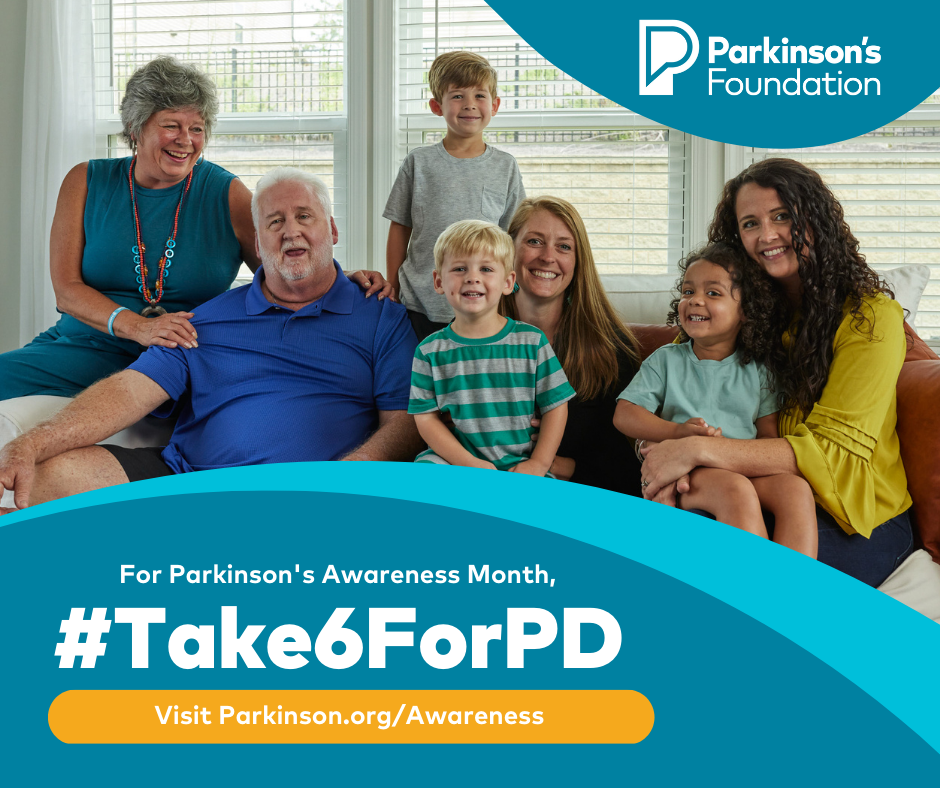 Parkinson's
Foundation
For Parkinson's Awareness Month,
#Take6ForPD
Visit Parkinson.org/Awareness